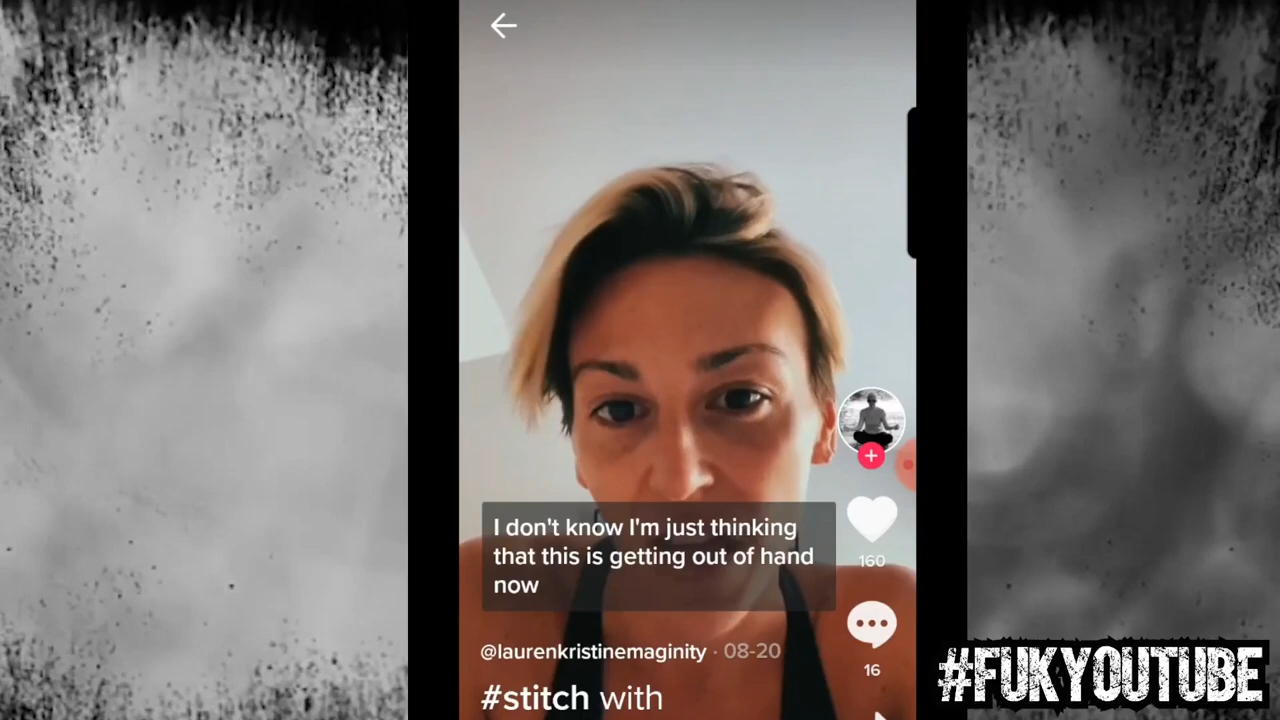 I don't know I'm just thinking
that this is getting out of hand
now
160
@laurenkristinemaginity · 08-20
16
#stitch with
#FUKYOUTUBE